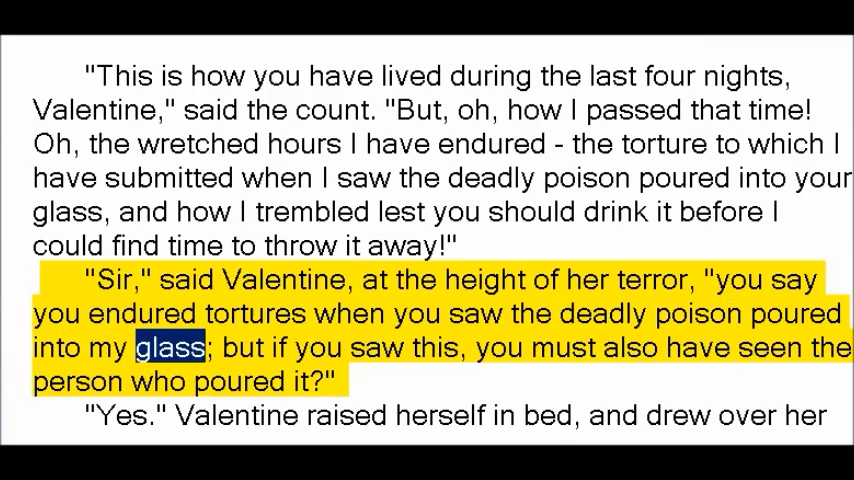 "This is how you have lived during the last four nights,
Valentine," said the count. "But, oh, how I passed that time!
Oh, the wretched hours I have endured - the torture to which I
have submitted when I saw the deadly poison poured into your
glass, and how I trembled lest you should drink it before I
could find time to throw it away!"
"Sir," said Valentine, at the height of her terror, "you say
you endured tortures when you saw the deadly poison poured
into my glass; but if you saw this, you must also have seen the
person who poured it?"
"Yes." Valentine raised herself in bed, and drew over her